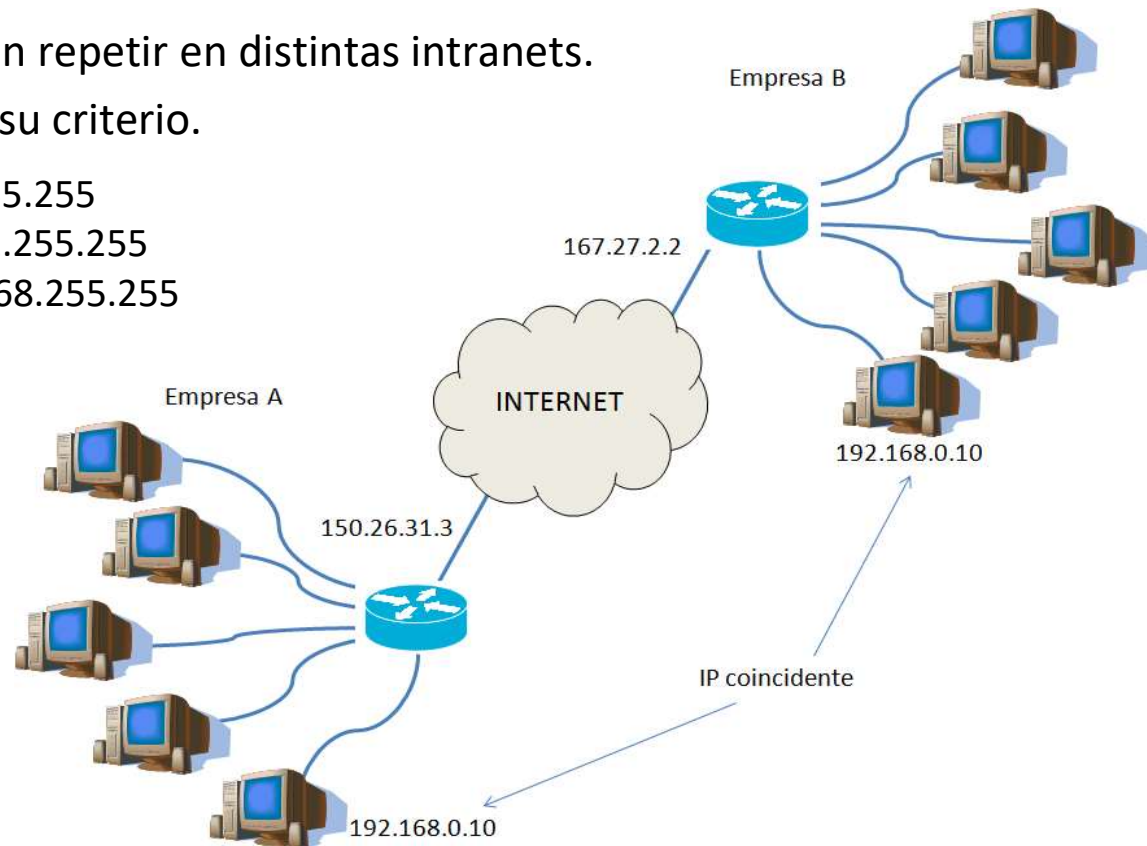 n repetir en distintas intranets.
su criterio.
5.255
.255.255
68.255.255
Empresa B
167.27.2.2
INTERNET
Empresa A
192.168.0.10
150.26.31.3
IP coincidente
192.168.0.10